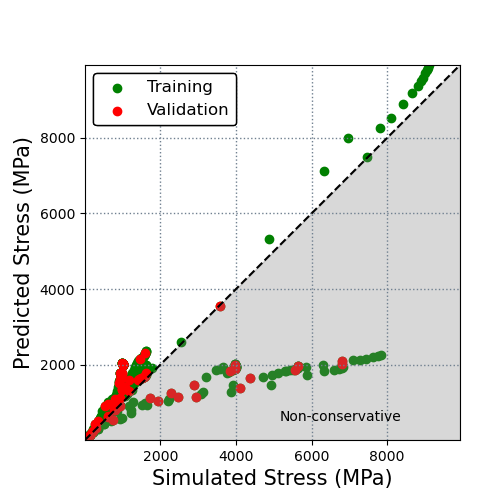 Training
Validation
8000
6000
4000
2000
Predicted Stress (MPa)
Non-conservative
2000 4000 6000 8000
Simulated Stress (MPa)